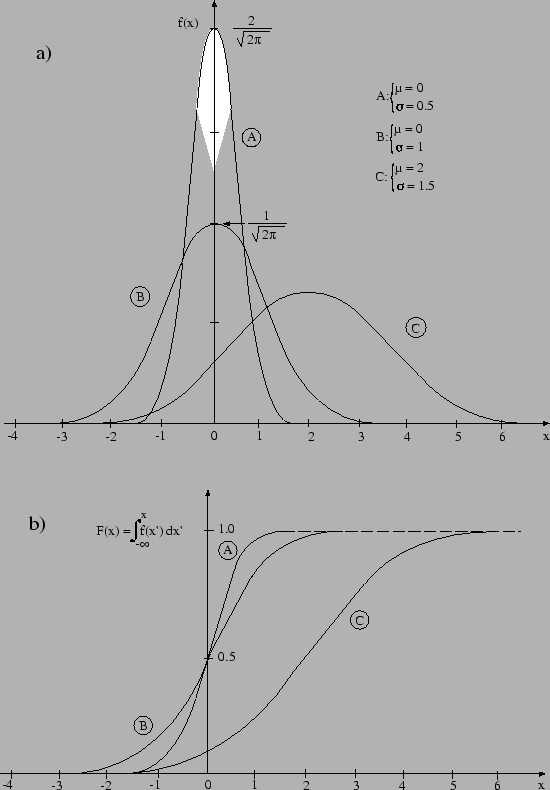 f(x)
2
√2π
a)
A: { μ = 0
σ = 0.5
A
B: { μ = 0
σ = 1
C: { μ = 2
σ = 1.5
1
√2π
B
C
-4 -3 -2 -1 0 1 2 3 4 5 6 x
b)
F(x) = ∫ f(x') dx'
x
-∞
1.0
A
C
0.5
B
-4 -3 -2 -1 0 1 2 3 4 5 6 x